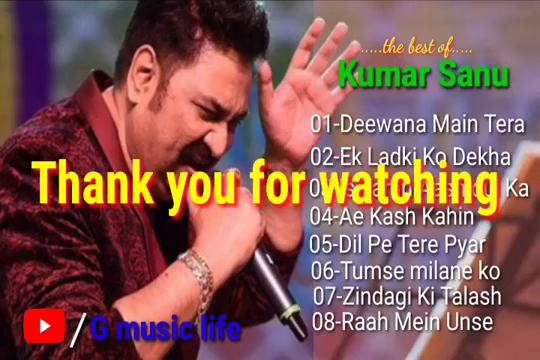 .....the best of.....
Kumar Sanu
01-Deewana Main Tera
02-Ek Ladki Ko Dekha
Ka
04-Ae Kash Kahin
05-Dil Pe Tere Pyar
06-Tumse milane ko
07-Zindagi Ki Talash
08-Raah Mein Unse
Thank you for watching
/G music life